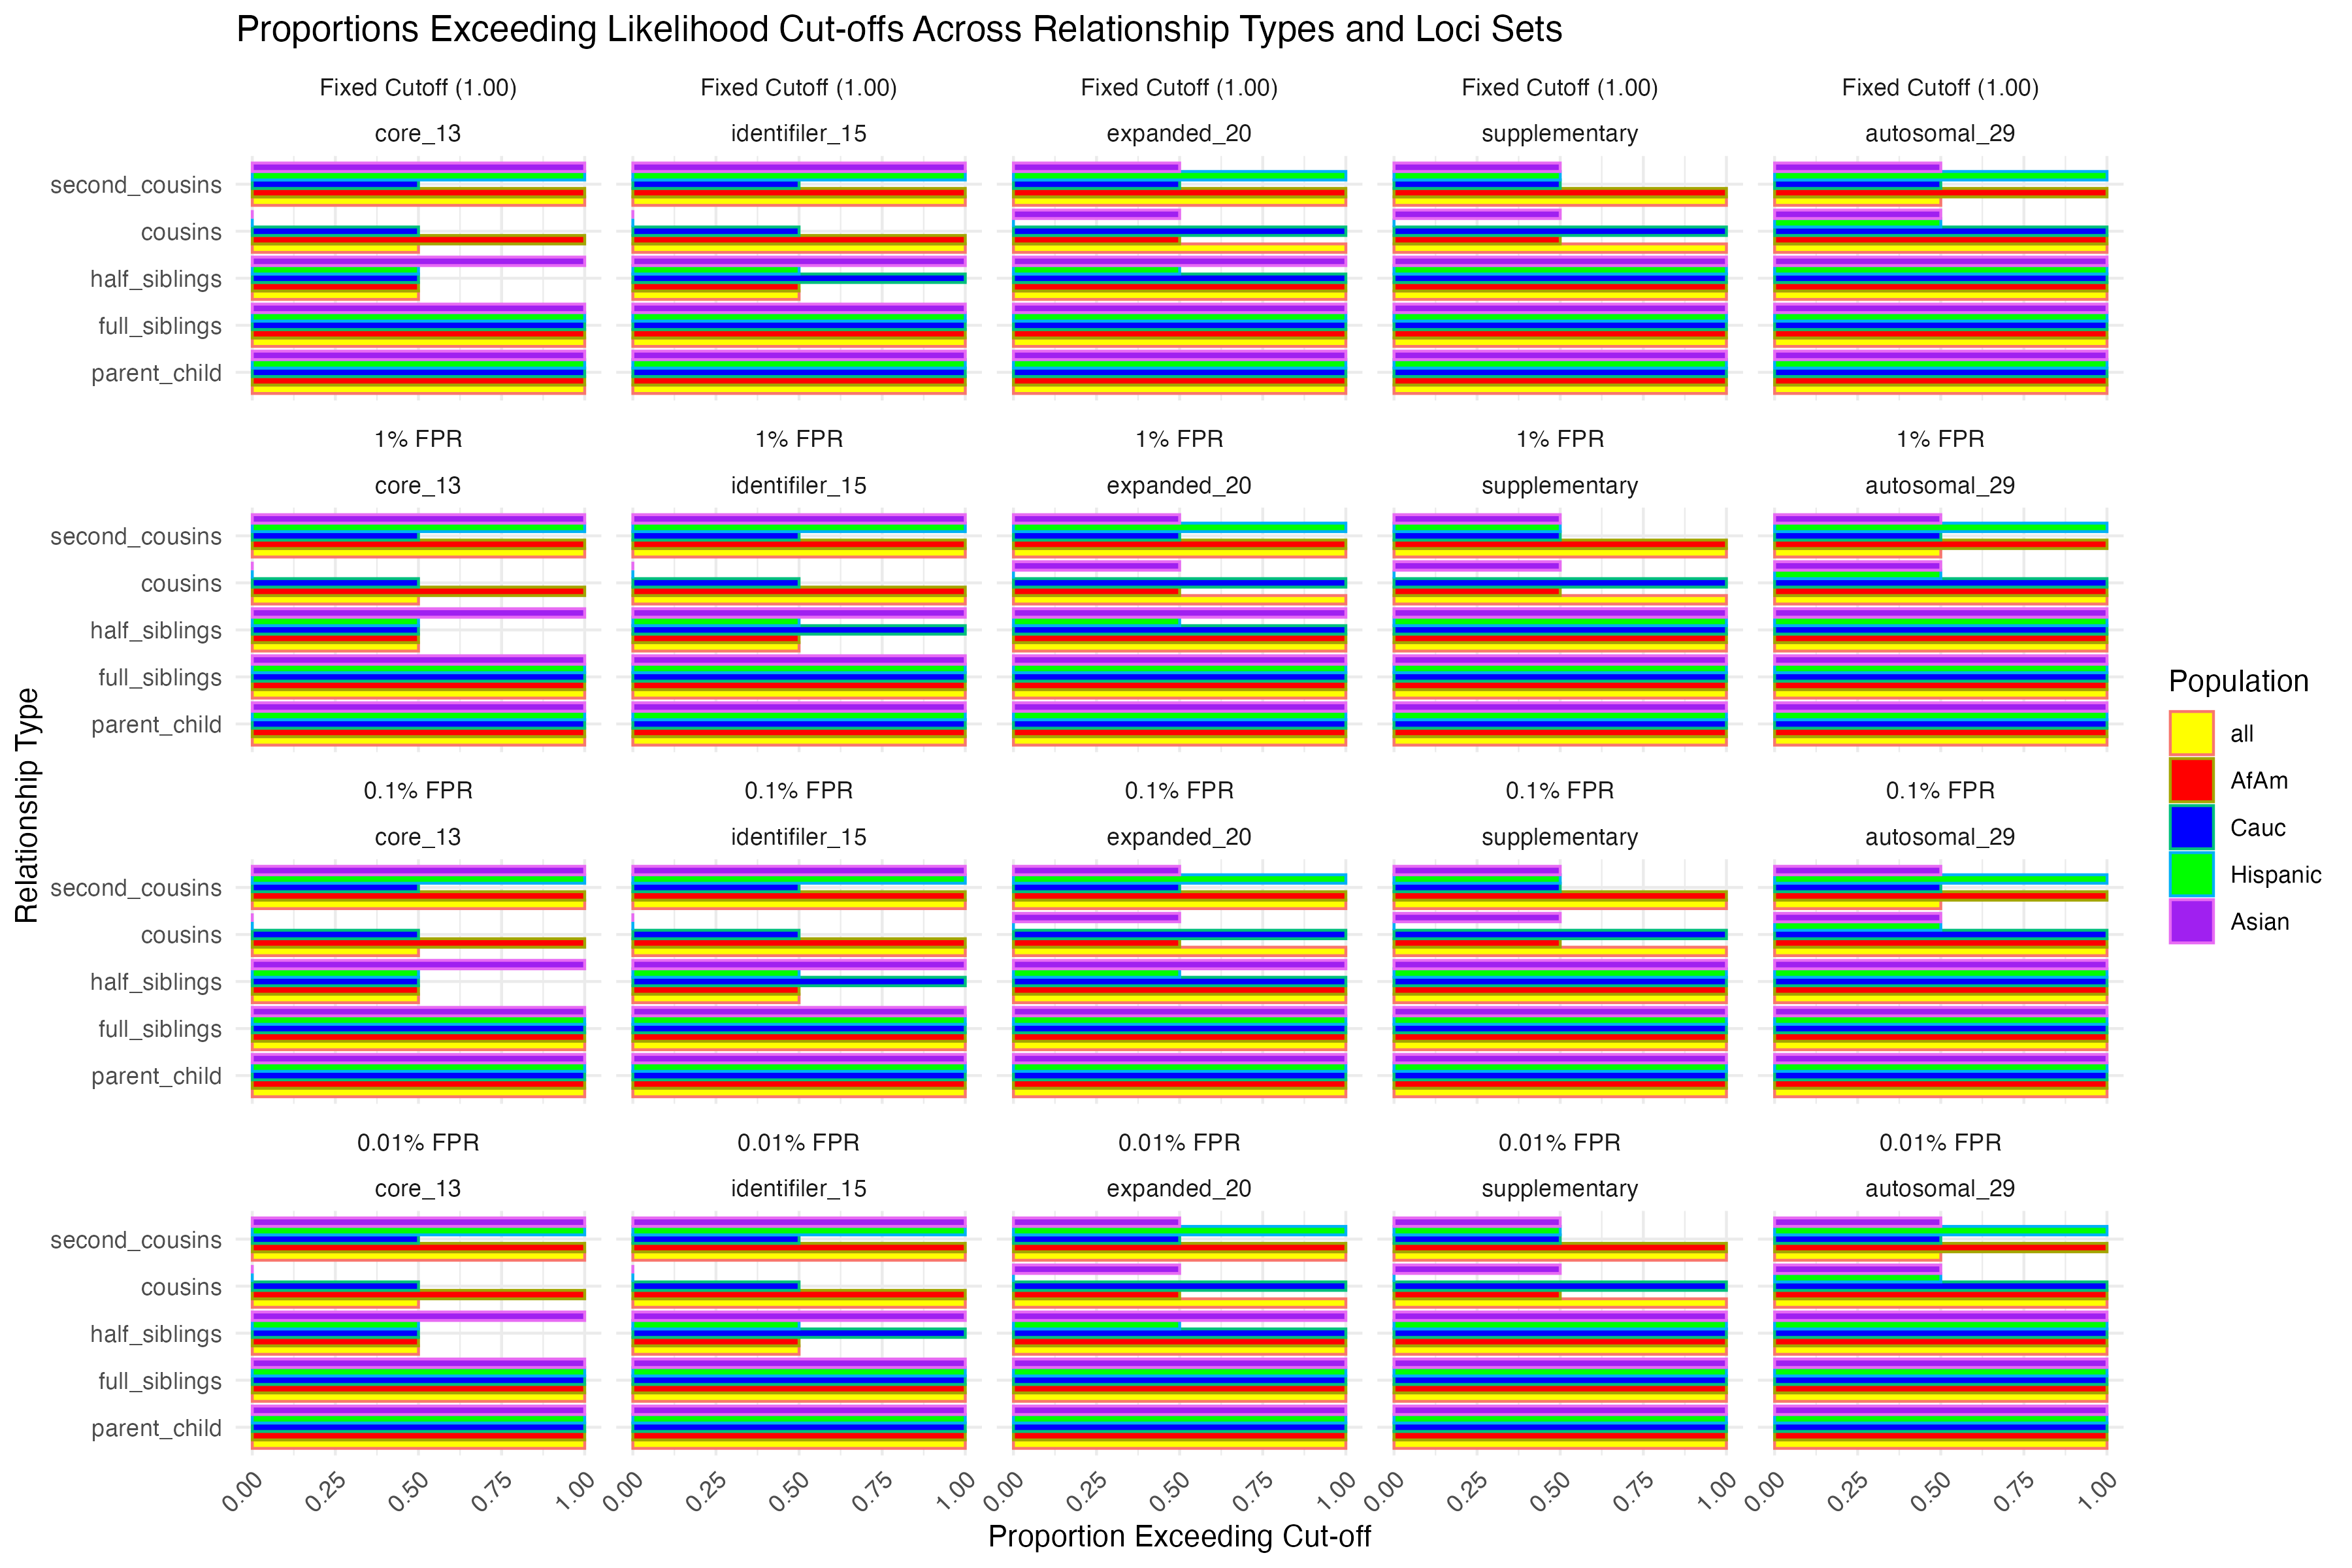 Proportions Exceeding Likelihood Cut-offs Across Relationship Types and Loci Sets
Fixed Cutoff (1.00) Fixed Cutoff (1.00) Fixed Cutoff (1.00) Fixed Cutoff (1.00) Fixed Cutoff (1.00)
core_13 identifiler_15 expanded_20 supplementary autosomal_29
second_cousins
cousins
half_siblings
full_siblings
parent_child
1% FPR 1% FPR 1% FPR 1% FPR 1% FPR
core_13 identifiler_15 expanded_20 supplementary autosomal_29
second_cousins
cousins
half_siblings
full_siblings
parent_child
0.1% FPR 0.1% FPR 0.1% FPR 0.1% FPR 0.1% FPR
core_13 identifiler_15 expanded_20 supplementary autosomal_29
second_cousins
cousins
half_siblings
full_siblings
parent_child
0.01% FPR 0.01% FPR 0.01% FPR 0.01% FPR 0.01% FPR
core_13 identifiler_15 expanded_20 supplementary autosomal_29
second_cousins
cousins
half_siblings
full_siblings
parent_child
0.00 0.25 0.50 0.75 1.00 0.00 0.25 0.50 0.75 1.00 0.00 0.25 0.50 0.75 1.00 0.00 0.25 0.50 0.75 1.00 0.00 0.25 0.50 0.75 1.00
Proportion Exceeding Cut-off
Relationship Type
Population
all
AfAm
Cauc
Hispanic
Asian